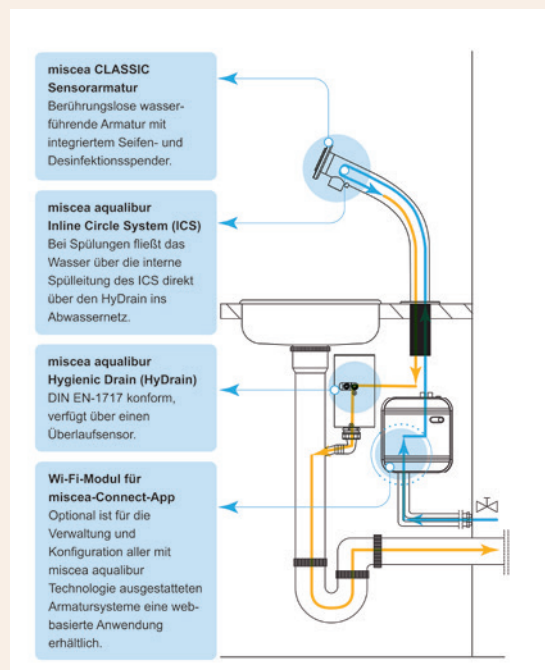 miscea CLASSIC
Sensorarmatur
Berührungslose wasser-
führende Armatur mit
integriertem Seifen- und
Desinfektionsspender.
miscea aqualibur
Inline Circle System (ICS)
Bei Spülungen fließt das
Wasser über die interne
Spülleitung des ICS direkt
über den HyDrain ins
Abwassernetz.
miscea aqualibur
Hygienic Drain (HyDrain)
DIN EN-1717 konform,
verfügt über einen
Überlaufsensor.
Wi-Fi-Modul für
miscea-Connect-App
Optional ist für die
Verwaltung und
Konfiguration aller mit
miscea aqualibur
Technologie ausgestatteten
Armatursysteme eine web-
basierte Anwendung
erhältlich.